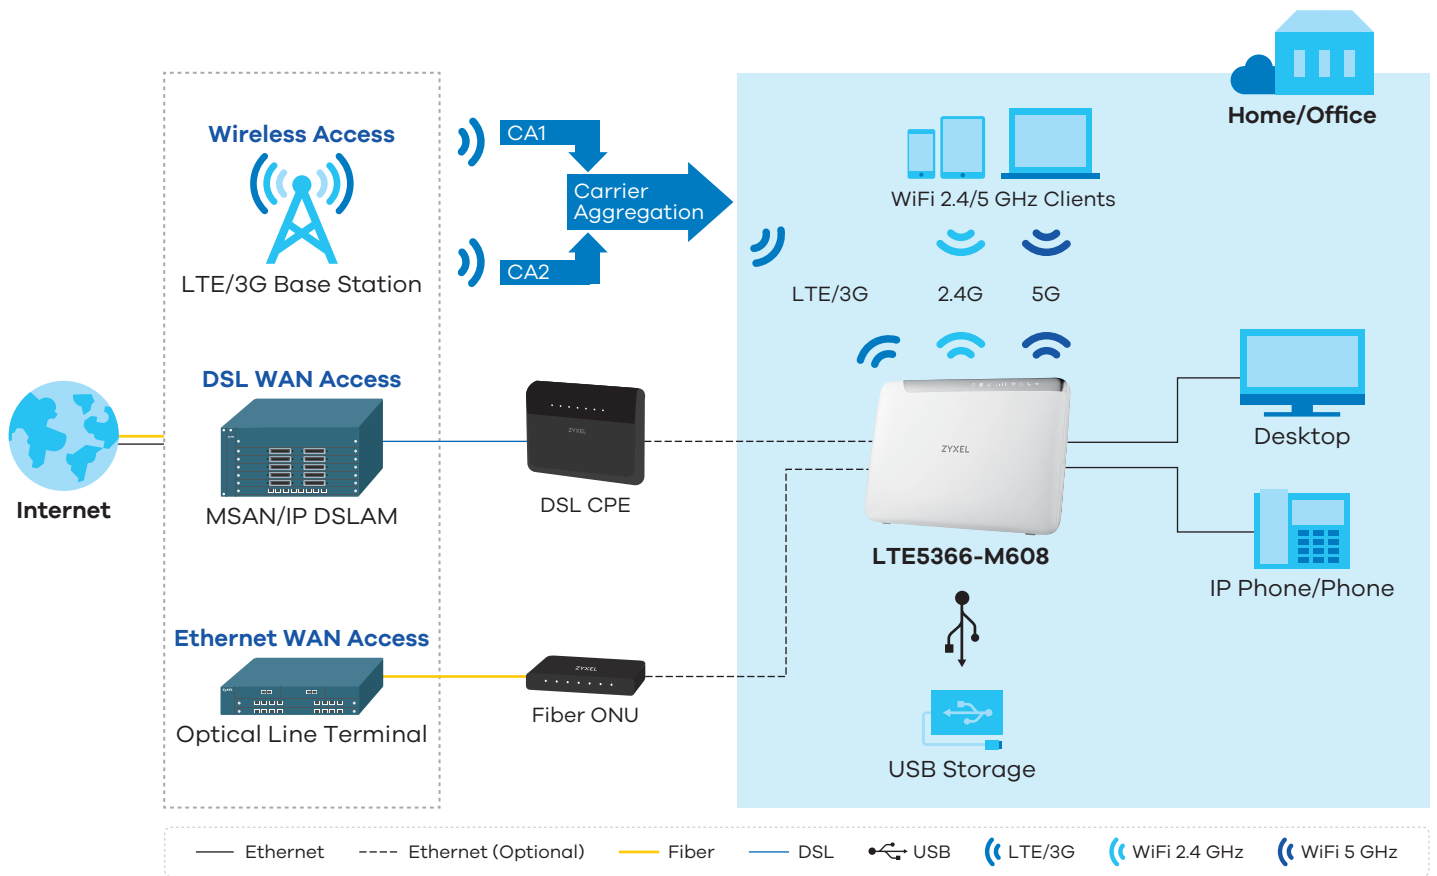 Home/Office
Wireless Access
LTE/3G Base Station
CA1
Carrier
Aggregation
CA2
WiFi 2.4/5 GHz Clients
LTE/3G
2.4G
5G
Internet
DSL WAN Access
MSAN/IP DSLAM
ZYXEL
DSL CPE
ZYXEL
LTE5366-M608
Desktop
IP Phone/Phone
Ethernet WAN Access
ZYXEL
Optical Line Terminal
ZYXEL
Fiber ONU
USB Storage
Ethernet
Ethernet (Optional)
Fiber
DSL
USB
LTE/3G
WiFi 2.4 GHz
WiFi 5 GHz